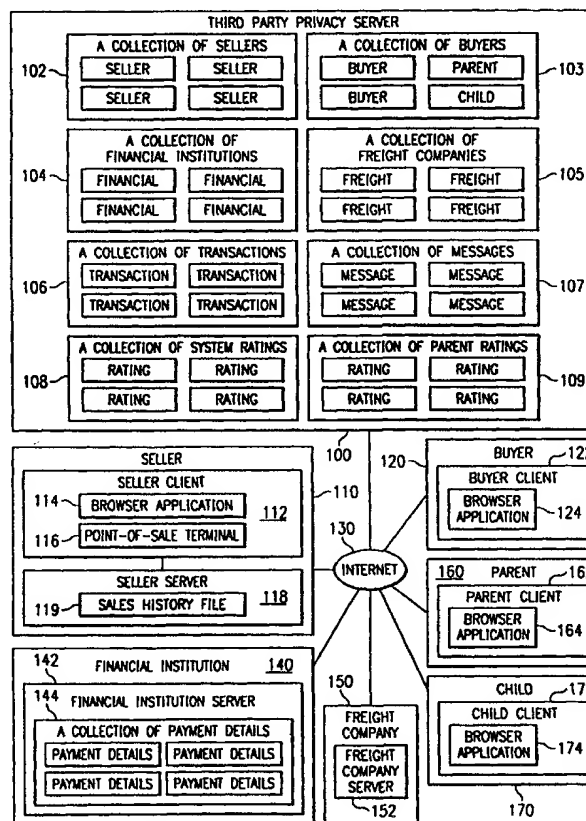 THIRD PARTY PRIVACY SERVER
A COLLECTION OF SELLERS
SELLER SELLER
SELLER SELLER
102
A COLLECTION OF BUYERS
BUYER PARENT
BUYER CHILD
103
A COLLECTION OF
FINANCIAL INSTITUTIONS
FINANCIAL FINANCIAL
FINANCIAL FINANCIAL
104
A COLLECTION OF
FREIGHT COMPANIES
FREIGHT FREIGHT
FREIGHT FREIGHT
105
A COLLECTION OF TRANSACTIONS
TRANSACTION TRANSACTION
TRANSACTION TRANSACTION
106
A COLLECTION OF MESSAGES
MESSAGE MESSAGE
MESSAGE MESSAGE
107
A COLLECTION OF SYSTEM RATINGS
RATING RATING
RATING RATING
108
A COLLECTION OF PARENT RATINGS
RATING RATING
RATING RATING
109
100
SELLER
110
SELLER CLIENT
114 BROWSER APPLICATION
112
116 POINT-OF-SALE TERMINAL
SELLER SERVER
119 SALES HISTORY FILE
118
130
INTERNET
120
BUYER
BUYER CLIENT
BROWSER
APPLICATION
124
160
PARENT
PARENT CLIENT
BROWSER
APPLICATION
164
CHILD
CHILD CLIENT
BROWSER
APPLICATION
174
170
142
FINANCIAL INSTITUTION
140
144
FINANCIAL INSTITUTION SERVER
A COLLECTION OF PAYMENT DETAILS
PAYMENT DETAILS PAYMENT DETAILS
PAYMENT DETAILS PAYMENT DETAILS
150
FREIGHT
COMPANY
FREIGHT
COMPANY
SERVER
152